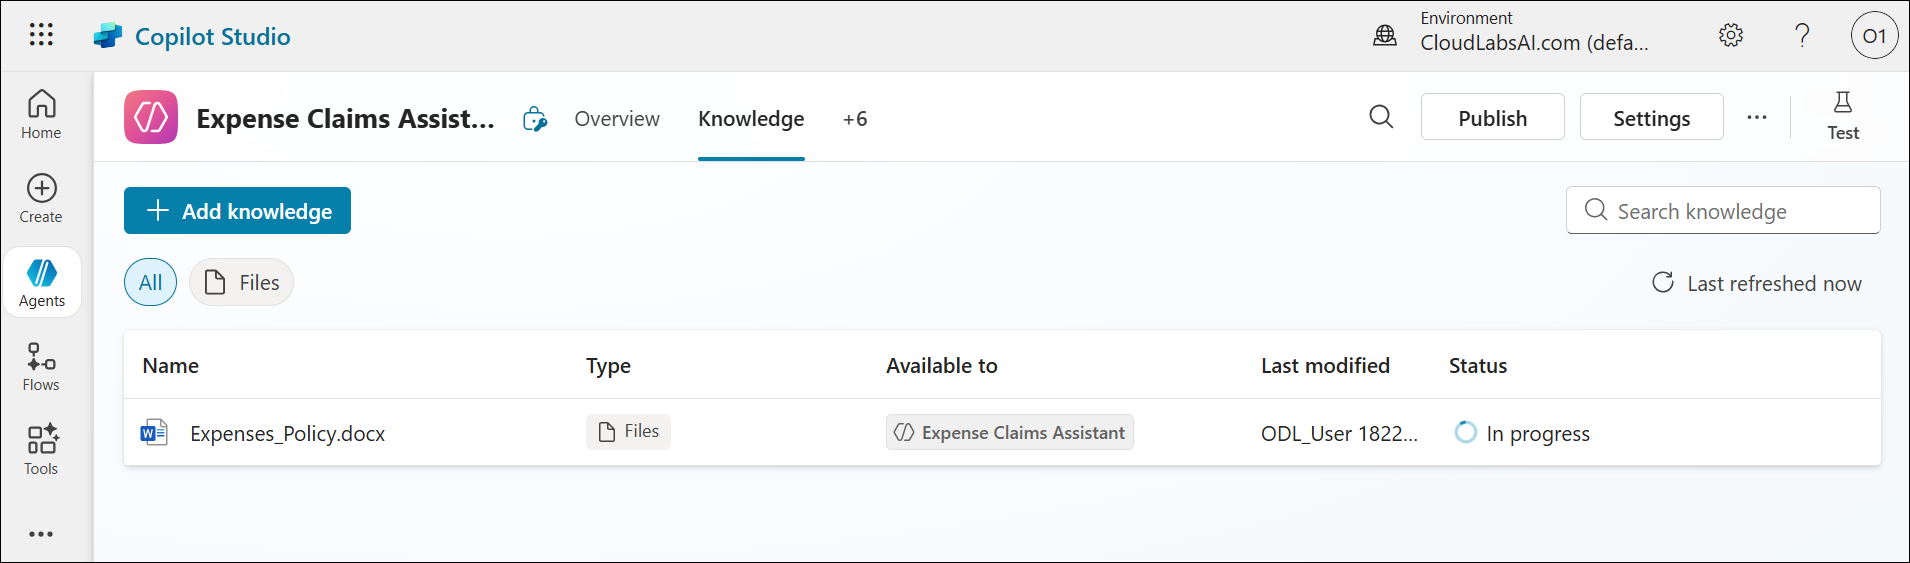 Copilot Studio
Environment
CloudLabsAI.com (defa...
O1
Home
Create
Agents
Flows
Tools
Expense Claims Assist...
Overview
Knowledge
+6
Publish
Settings
Test
Add knowledge
Search knowledge
All
Files
Last refreshed now
Name Type Available to Last modified Status
Expenses_Policy.docx Files Expense Claims Assistant ODL_User 1822... In progress